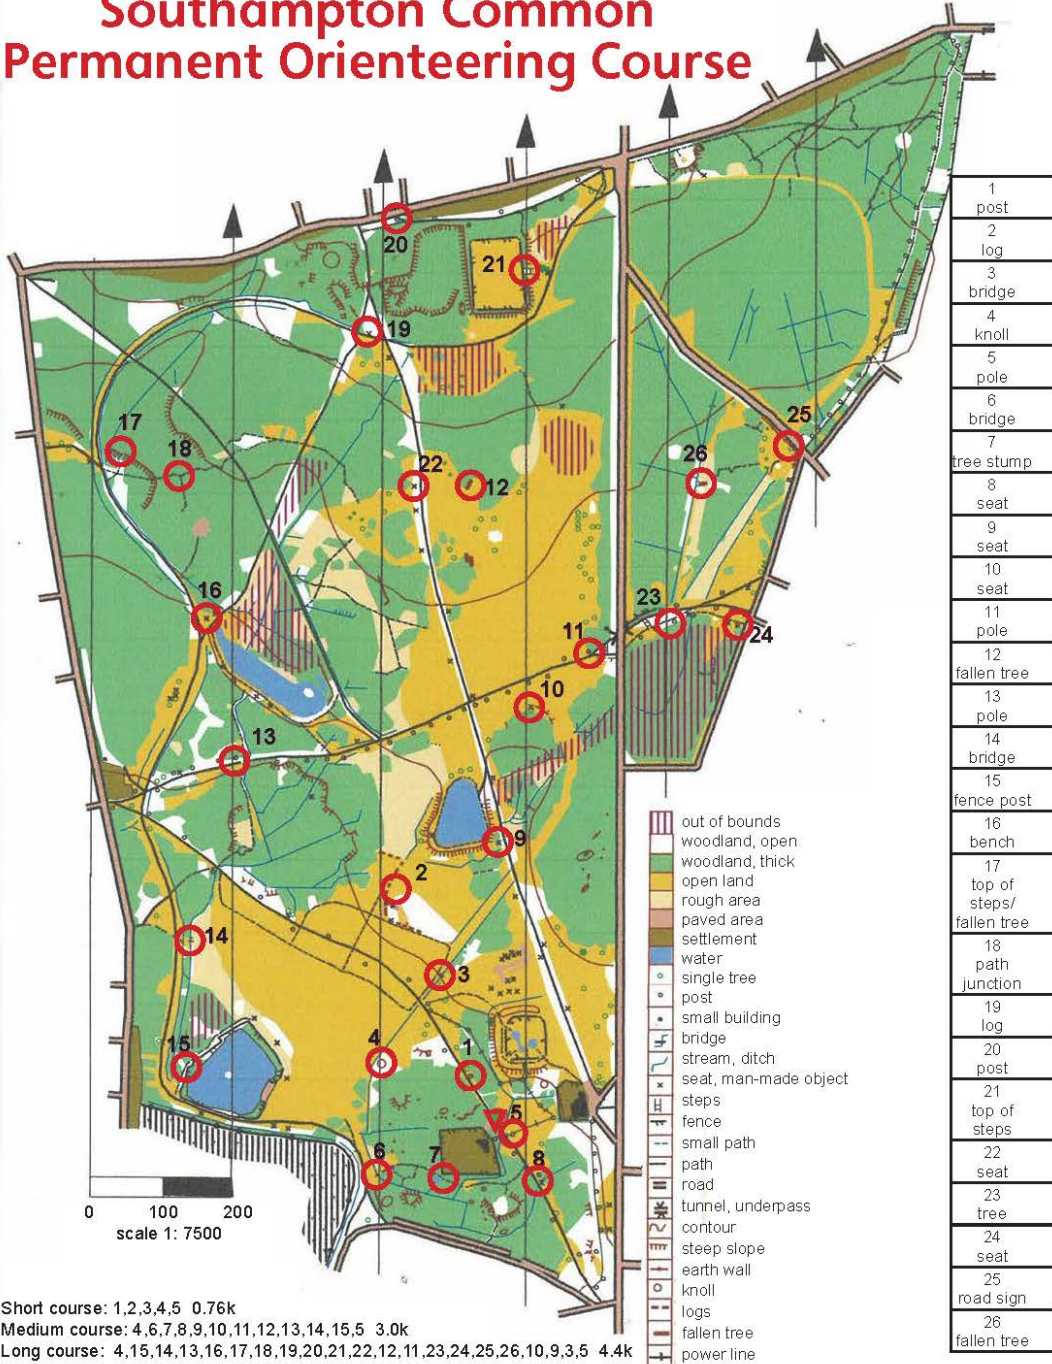 Southampton Common
Permanent Orienteering Course
20
21
19
17
18
25
26
22
12
16
23
24
11
10
13
9
2
14
3
4
1
15
5
6
7
8
0 100 200
scale 1: 7500
out of bounds
woodland, open
woodland, thick
open land
rough area
paved area
settlement
water
single tree
post
small building
bridge
stream, ditch
seat, man-made object
steps
fence
small path
path
road
tunnel, underpass
contour
steep slope
earth wall
knoll
logs
fallen tree
power line
1
post
2
log
3
bridge
4
knoll
5
pole
6
bridge
7
tree stump
8
seat
9
seat
10
seat
11
pole
12
fallen tree
13
pole
14
bridge
15
fence post
16
bench
17
top of
steps/
fallen tree
18
path
junction
19
log
20
post
21
top of
steps
22
seat
23
tree
24
seat
25
road sign
26
fallen tree
Short course: 1,2,3,4,5 0.76k
Medium course: 4,6,7,8,9,10,11,12,13,14,15,5 3.0k
Long course: 4,15,14,13,16,17,18,19,20,21,22,12,11,23,24,25,26,10,9,3,5 4.4k